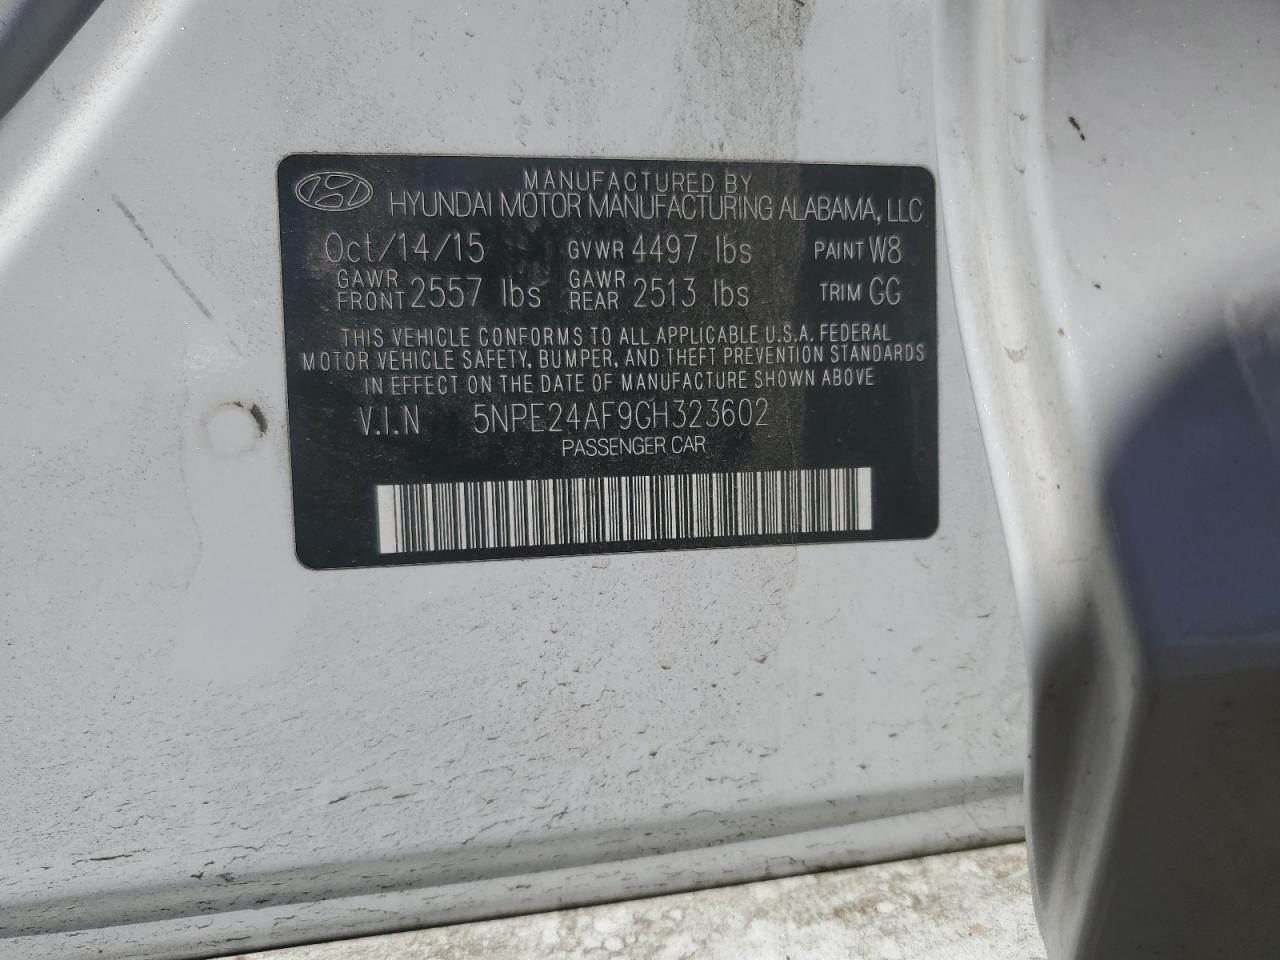 MANUFACTURED BY
HYUNDAI MOTOR MANUFACTURING ALABAMA, LLC
Oct/14/15 GVWR 4497 lbs PAINT W8
GAWR FRONT 2557 lbs GAWR REAR 2513 lbs TRIM GG
THIS VEHICLE CONFORMS TO ALL APPLICABLE U.S.A. FEDERAL
MOTOR VEHICLE SAFETY, BUMPER, AND THEFT PREVENTION STANDARDS
IN EFFECT ON THE DATE OF MANUFACTURE SHOWN ABOVE
V.I.N 5NPE24AF9GH323602
PASSENGER CAR